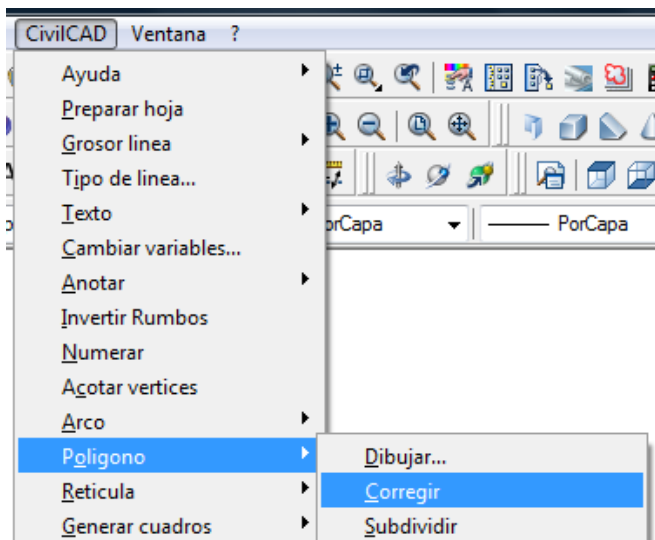 CivilCAD Ventana ?
Ayuda
Preparar hoja
Grosor linea
Tipo de linea...
Texto
orCapa PorCapa
Cambiar variables...
Anotar
Invertir Rumbos
Numerar
Acotar vertices
Arco
Poligono Dibujar...
Reticula Corregir
Generar cuadros Subdividir